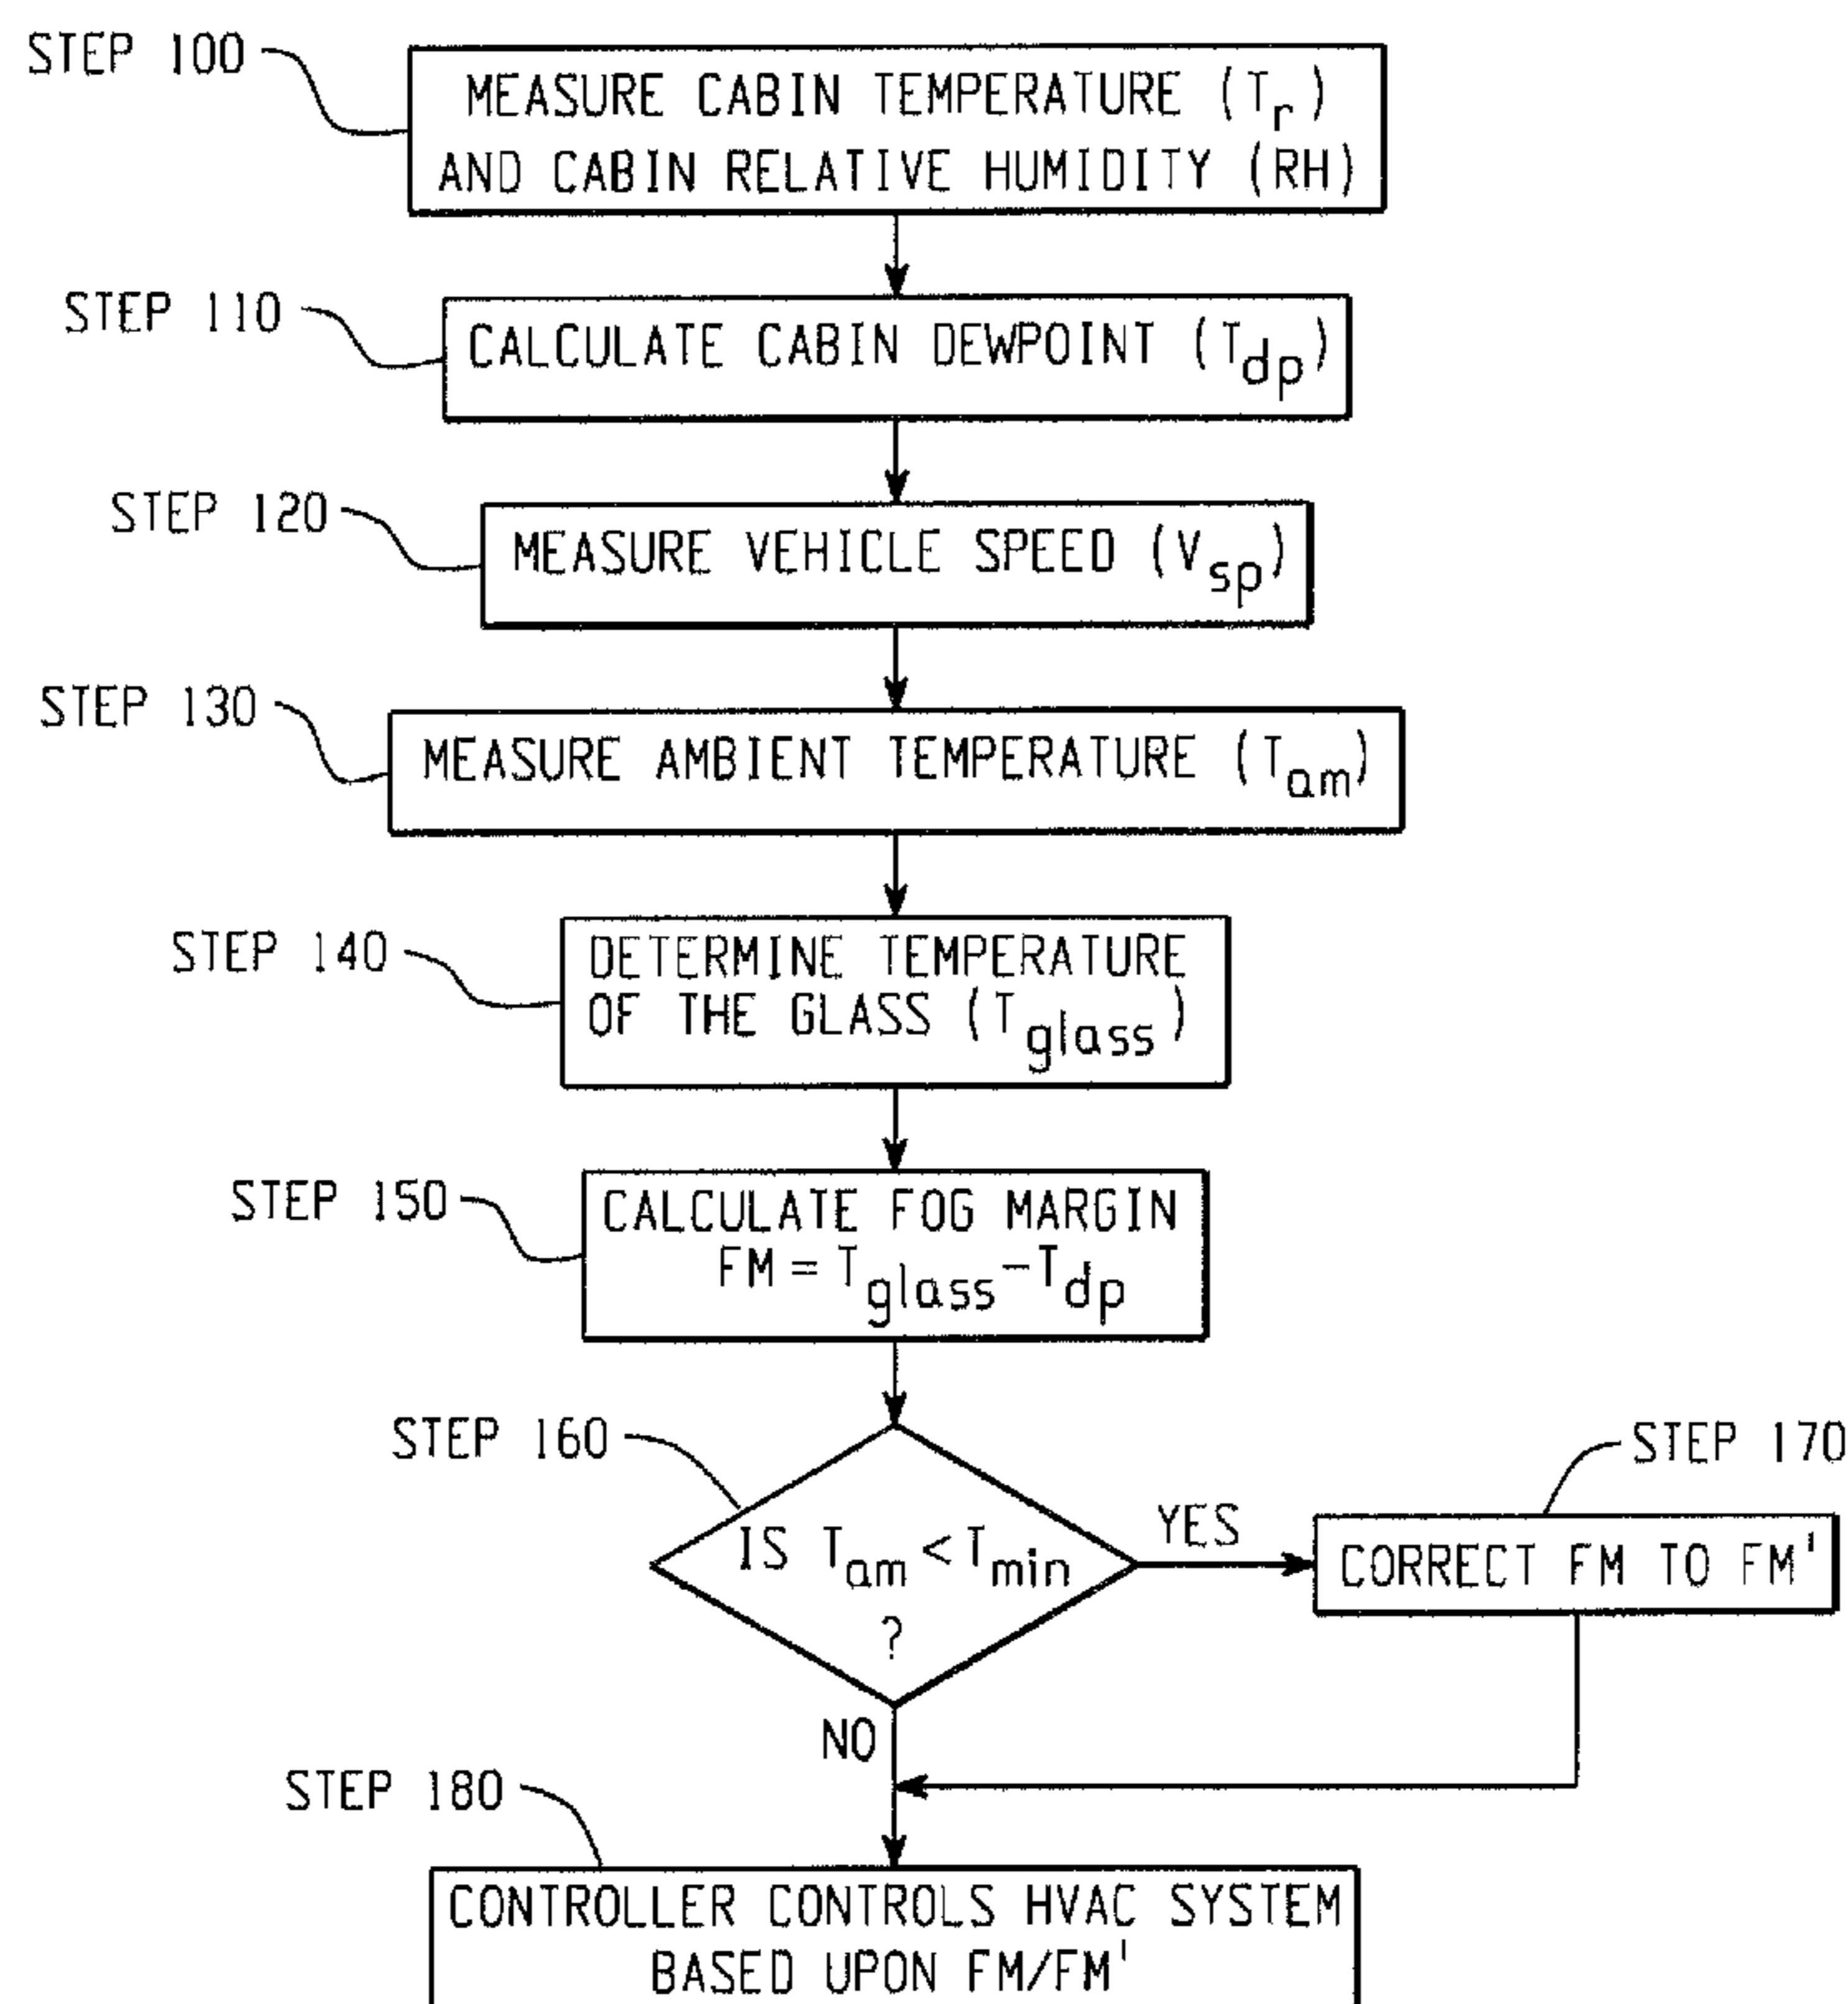 STEP 100
MEASURE CABIN TEMPERATURE (Tr)
AND CABIN RELATIVE HUMIDITY (RH)
STEP 110
CALCULATE CABIN DEWPOINT (Tdp)
STEP 120
MEASURE VEHICLE SPEED (Vsp)
STEP 130
MEASURE AMBIENT TEMPERATURE (Tam)
STEP 140
DETERMINE TEMPERATURE
OF THE GLASS (Tglass)
STEP 150
CALCULATE FOG MARGIN
FM = Tglass - Tdp
STEP 160
IS Tam < Tmin
?
YES
STEP 170
CORRECT FM TO FM'
NO
STEP 180
CONTROLLER CONTROLS HVAC SYSTEM
BASED UPON FM/FM'